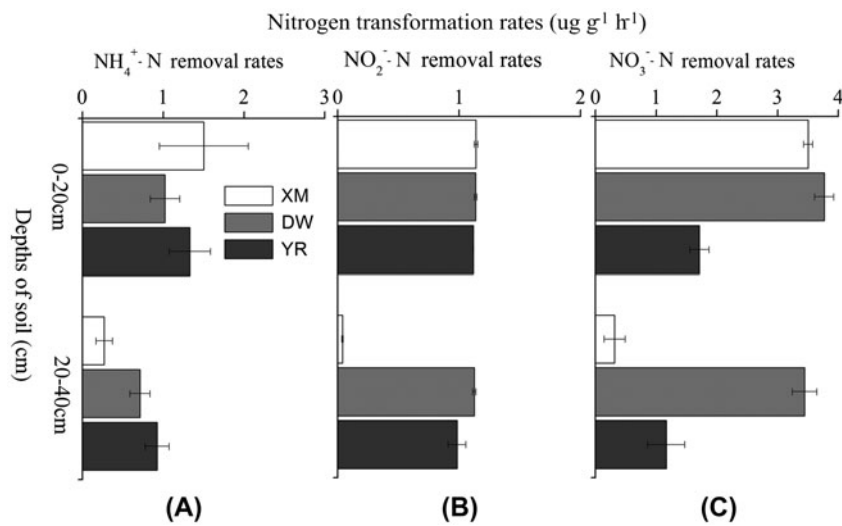 Nitrogen transformation rates (ug g-1 h-1)
NH4+- N removal rates
NO2-- N removal rates
NO3-- N removal rates
0 1 2 3
0 1 2
0 1 2 3 4
Depths of soil (cm)
0-20cm
20-40cm
XM
DW
YR
(A)
(B)
(C)